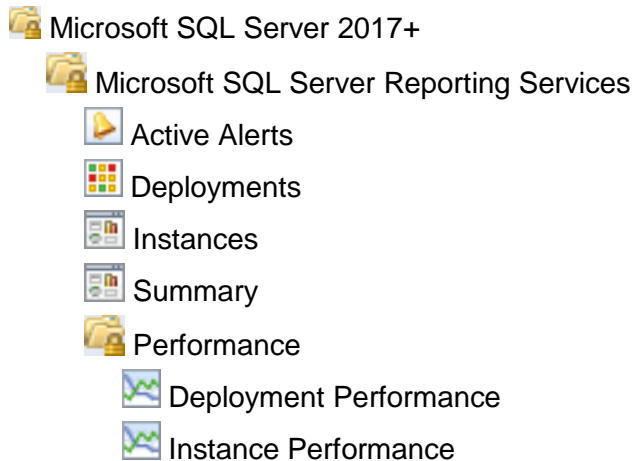 Microsoft SQL Server 2017+
Microsoft SQL Server Reporting Services
Active Alerts
Deployments
Instances
Summary
Performance
Deployment Performance
Instance Performance